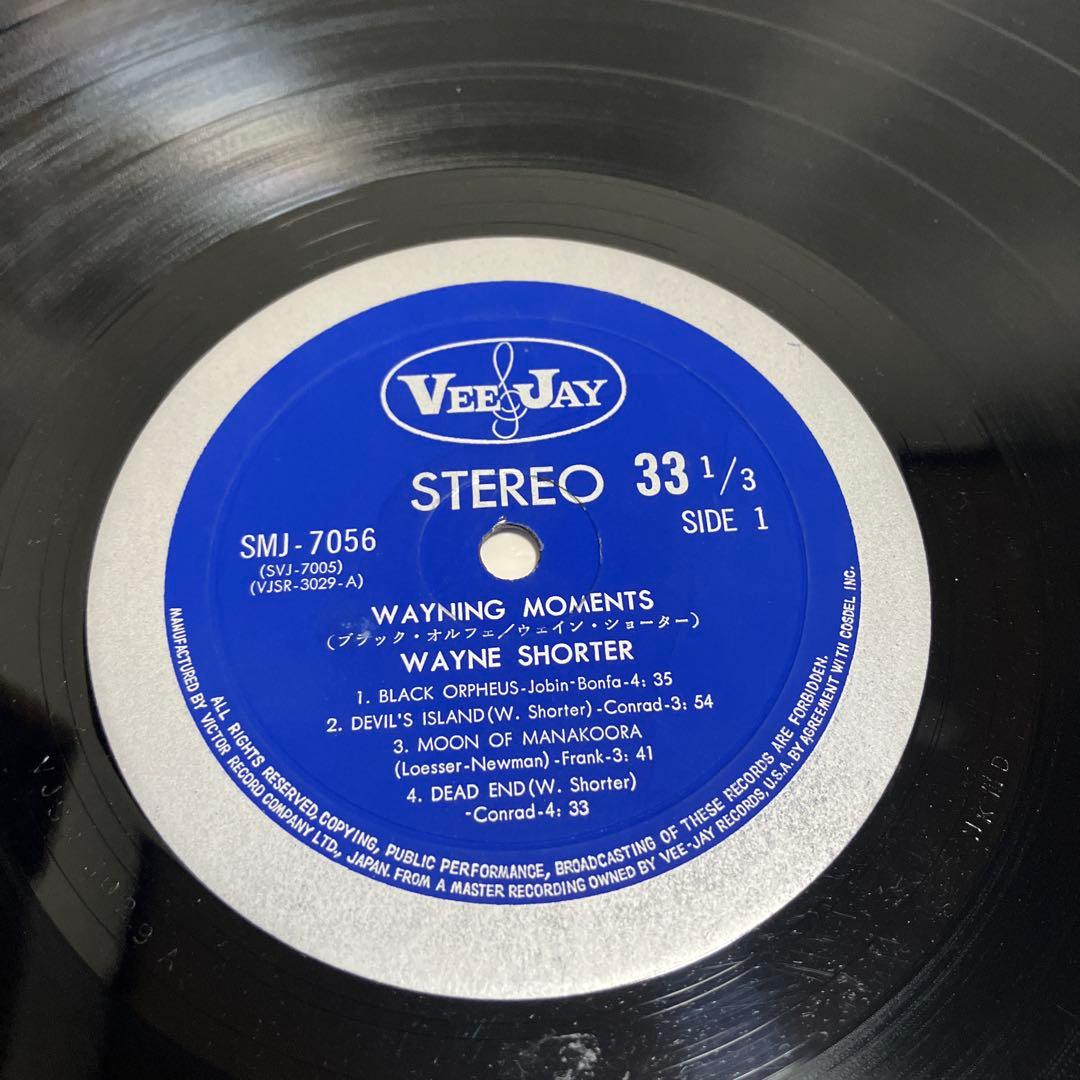 VEE JAY
STEREO 33 1/3
SIDE 1
SMJ-7056
(SVJ-7005)
(VJSR-3029-A)
WAYNING MOMENTS
(ブラック・オルフェ/ウェイン・ショーター)
WAYNE SHORTER
1. BLACK ORPHEUS-Jobin-Bonfa-4: 35
2. DEVIL'S ISLAND(W. Shorter)-Conrad-3: 54
3. MOON OF MANAKOORA
(Loesser-Newman)-Frank-3: 41
4. DEAD END(W. Shorter)
-Conrad-4: 33
ALL RIGHTS RESERVED, COPYING, PUBLIC PERFORMANCE, BROADCASTING OF THESE RECORDS ARE FORBIDDEN.
MANUFACTURED BY VICTOR RECORD COMPANY LTD., JAPAN. FROM A MASTER RECORDING OWNED BY VEE-JAY RECORDS, U.S.A. BY AGREEMENT WITH COSDEL INC.